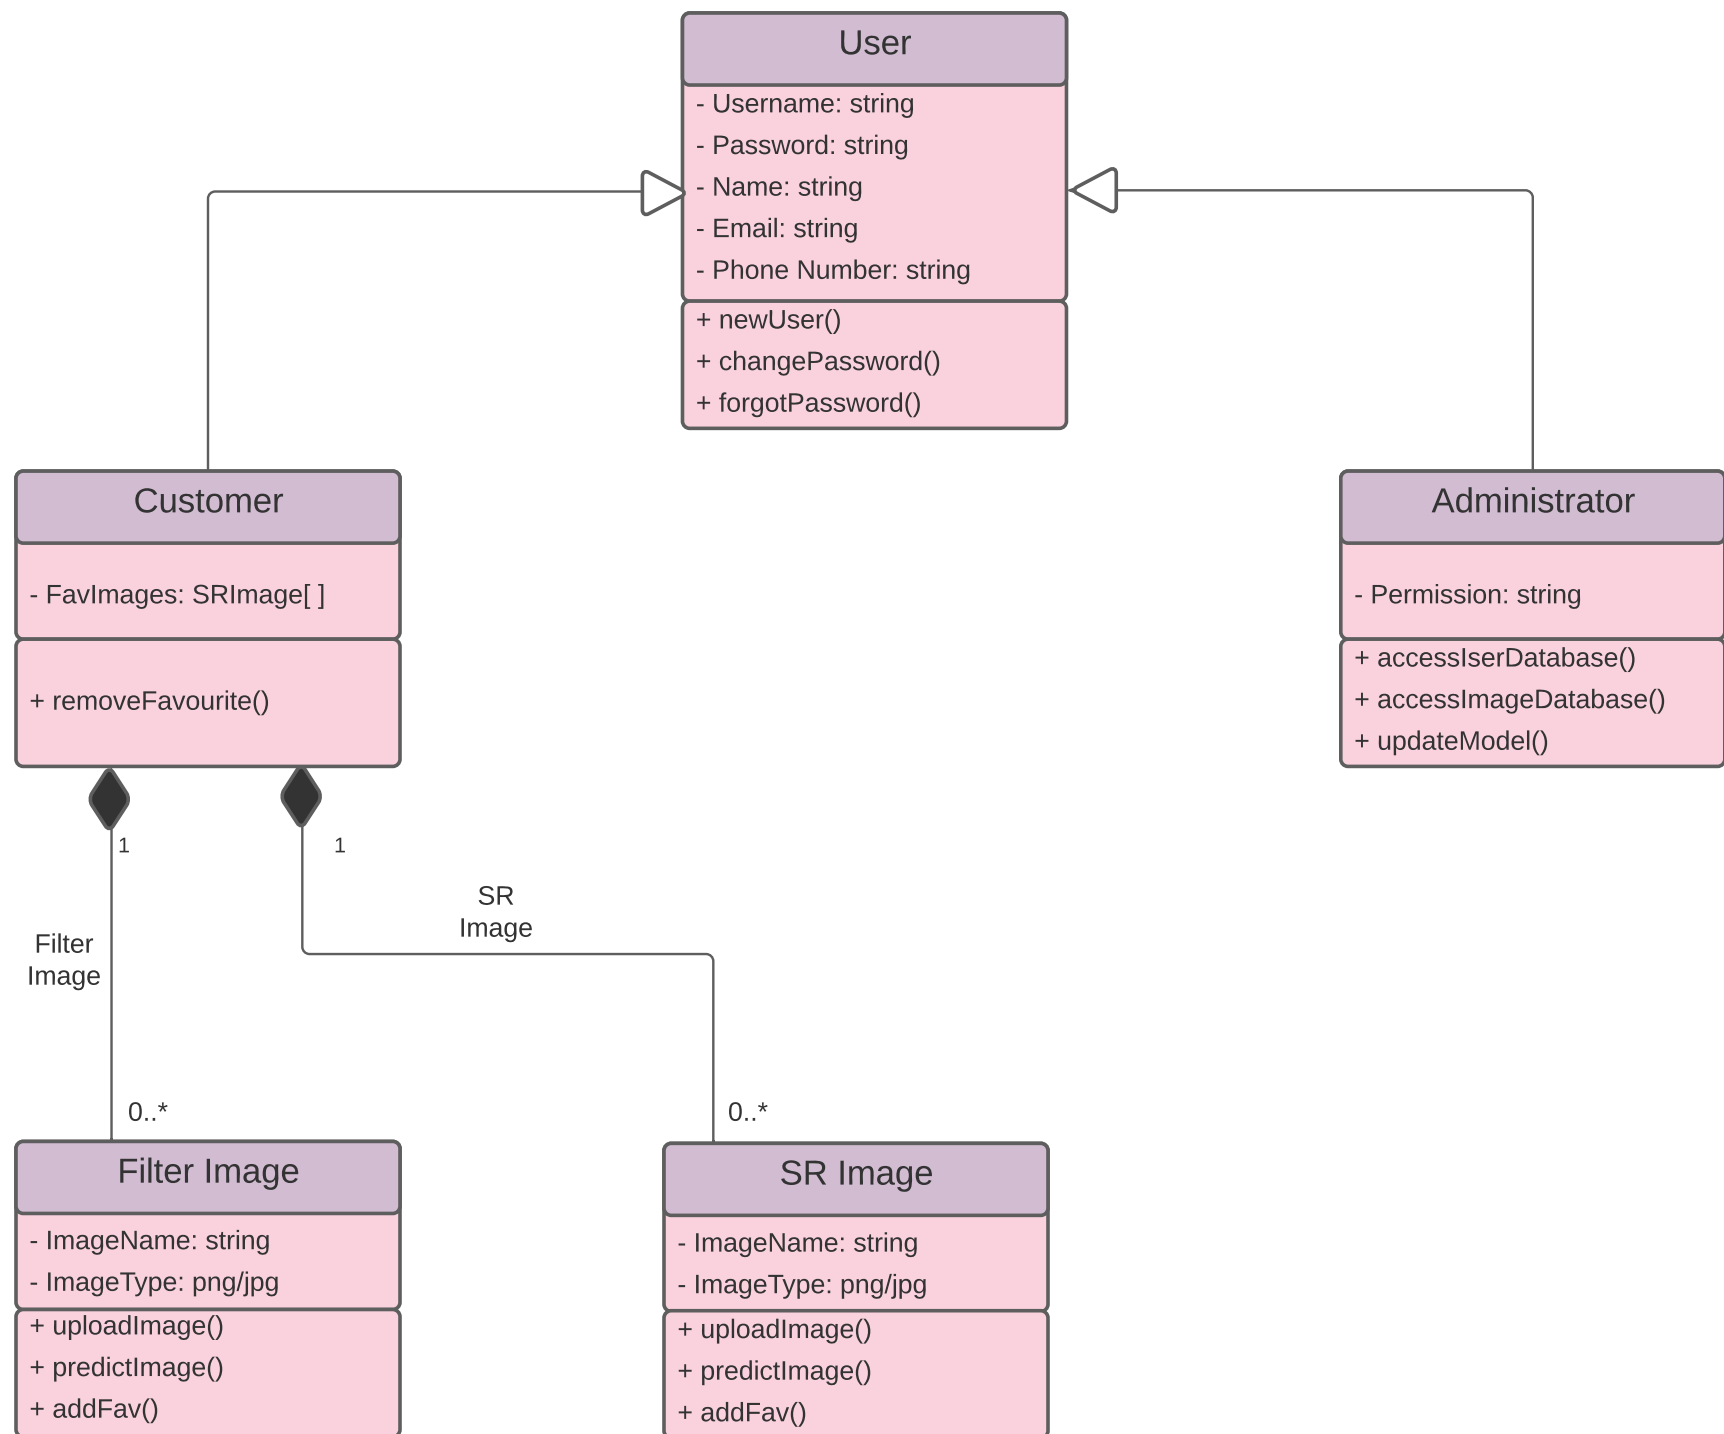 User
- Username: string
- Password: string
- Name: string
- Email: string
- Phone Number: string
+ newUser()
+ changePassword()
+ forgotPassword()
Customer
- FavImages: SRImage[ ]
+ removeFavourite()
Administrator
- Permission: string
+ accessIserDatabase()
+ accessImageDatabase()
+ updateModel()
1
1
SR
Image
Filter
Image
0..*
0..*
Filter Image
- ImageName: string
- ImageType: png/jpg
+ uploadImage()
+ predictImage()
+ addFav()
SR Image
- ImageName: string
- ImageType: png/jpg
+ uploadImage()
+ predictImage()
+ addFav()